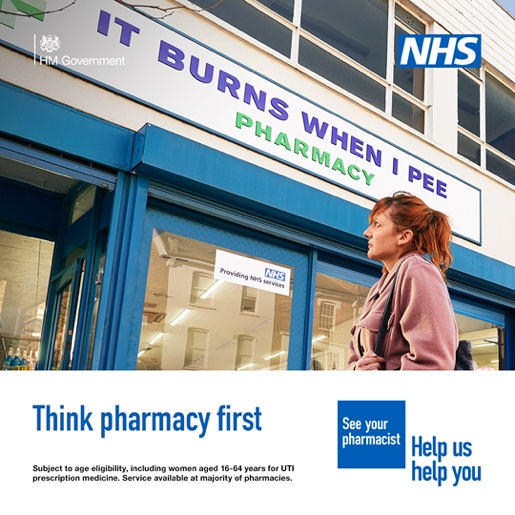 HM Government
NHS
IT BURNS WHEN I PEE
PHARMACY
NHS
Providing NHS services
Think pharmacy first
See your
pharmacist
Help us
help you
Subject to age eligibility, including women aged 16-64 years for UTI
prescription medicine. Service available at majority of pharmacies.